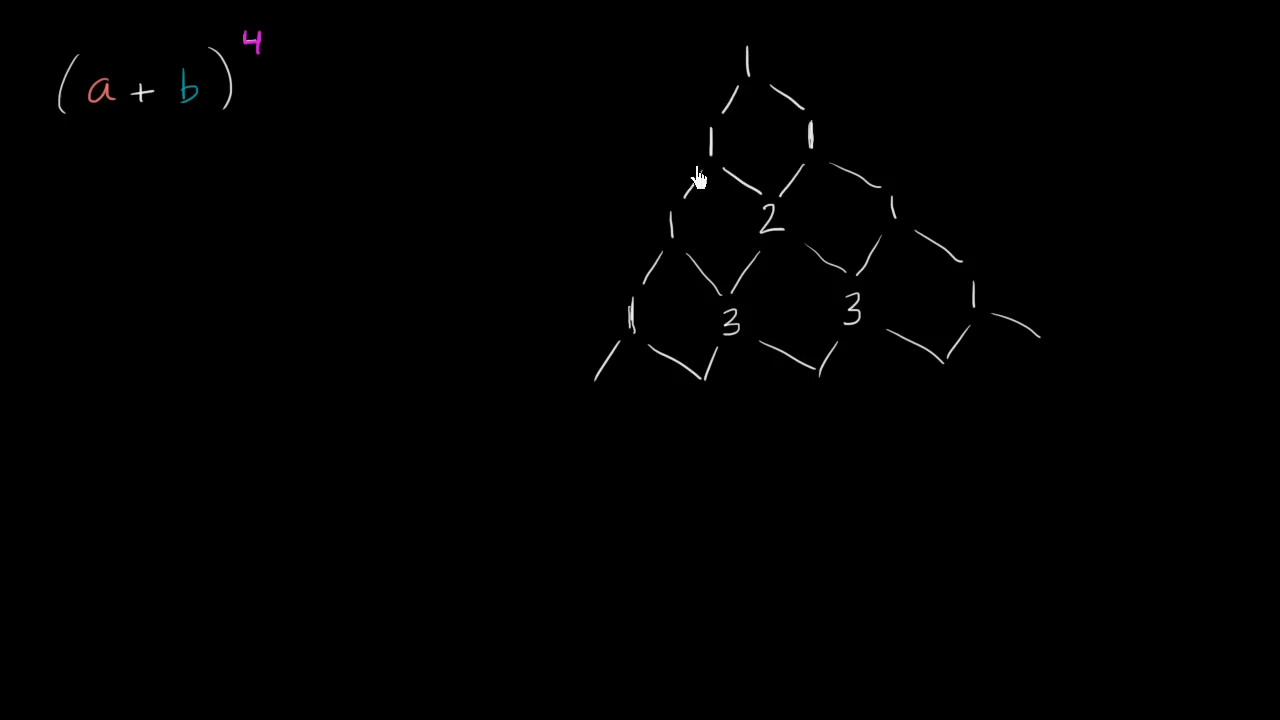 (a + b)^4
1
1 1
1 2 1
1 3 3 1